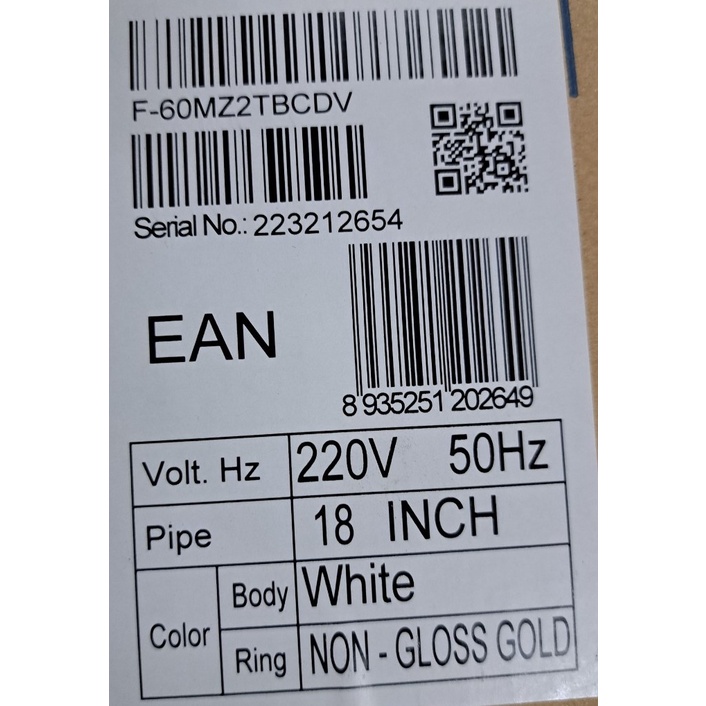 F-60MZ2TBCDV
Serial No.: 223212654
EAN
8 935251 202649
Volt. Hz 220V 50Hz
Pipe 18 INCH
Color Body White
Ring NON - GLOSS GOLD